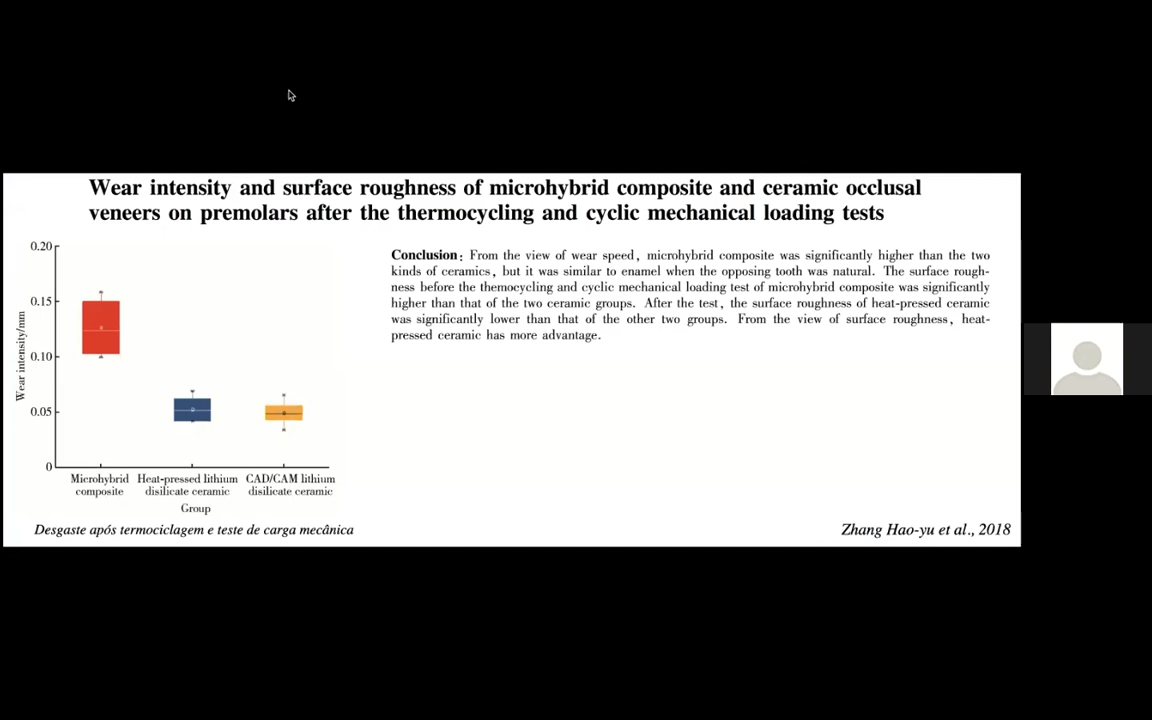 Wear intensity and surface roughness of microhybrid composite and ceramic occlusal
veneers on premolars after the thermocycling and cyclic mechanical loading tests
0.20
0.15
0.10
0.05
0
Wear intensity/mm
Microhybrid composite
Heat-pressed lithium disilicate ceramic
CAD/CAM lithium disilicate ceramic
Group
Conclusion: From the view of wear speed, microhybrid composite was significantly higher than the two
kinds of ceramics, but it was similar to enamel when the opposing tooth was natural. The surface rough-
ness before the themocycling and cyclic mechanical loading test of microhybrid composite was significantly
higher than that of the two ceramic groups. After the test, the surface roughness of heat-pressed ceramic
was significantly lower than that of the other two groups. From the view of surface roughness, heat-
pressed ceramic has more advantage.
Desgaste após termociclagem e teste de carga mecânica
Zhang Hao-yu et al., 2018